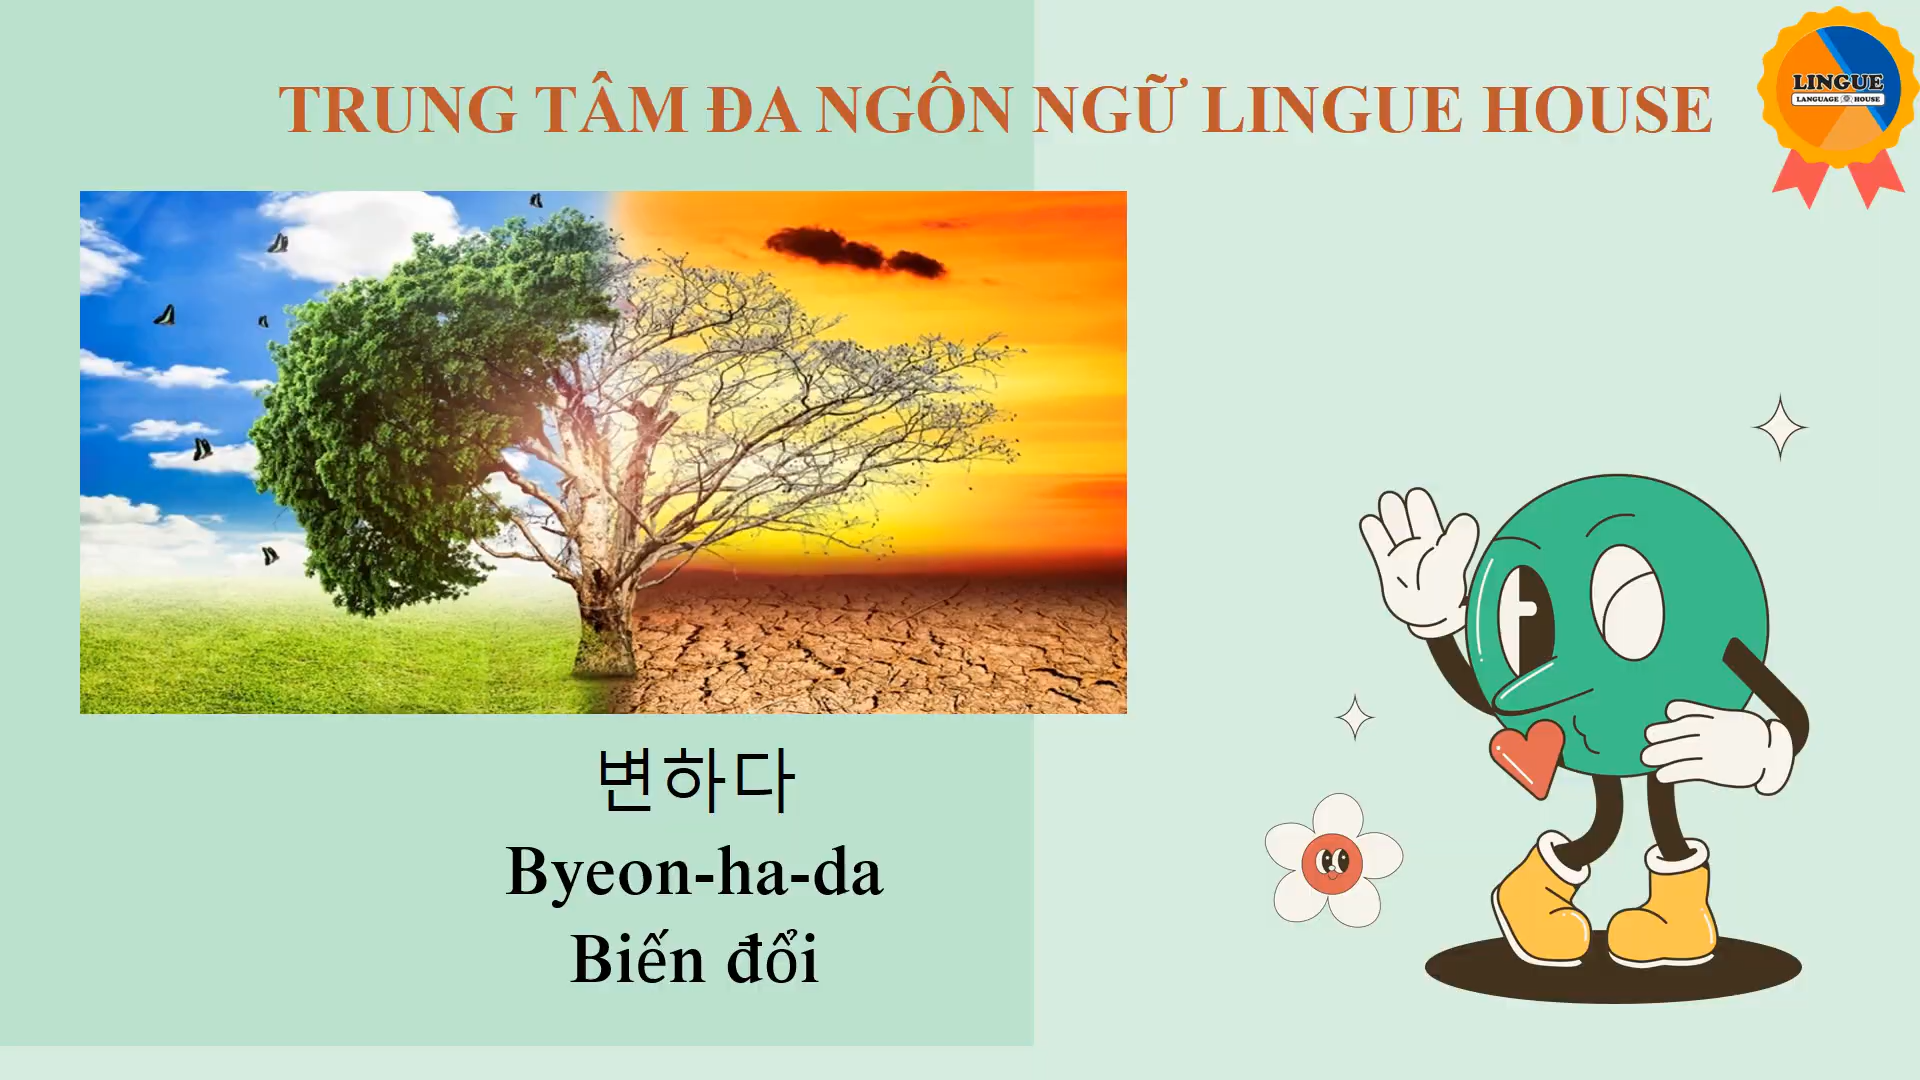 TRUNG TÂM ĐA NGÔN NGỮ LINGUE HOUSE
LINGUE
LANGUAGE HOUSE
변하다
Byeon-ha-da
Biến đổi